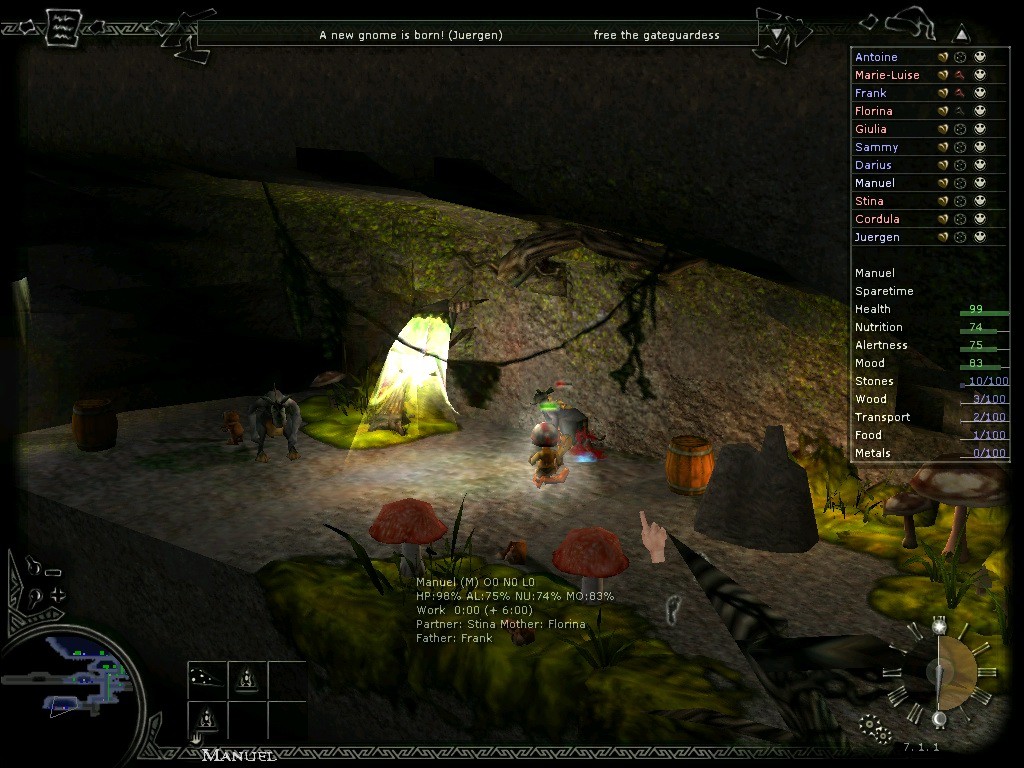 A new gnome is born! (Juergen) free the gateguardess
Antoine
Marie-Luise
Frank
Florina
Giulia
Sammy
Darius
Manuel
Stina
Cordula
Juergen
Manuel
Sparetime
Health 99
Nutrition 74
Alertness 75
Mood 83
Stones 10/100
Wood 3/100
Transport 2/100
Food 1/100
Metals 0/100
Manuel (M) O0 N0 L0
HP:98% AL:75% NU:74% MO:83%
Work 0:00 (+ 6:00)
Partner: Stina Mother: Florina
Father: Frank
Manuel
7.1.1